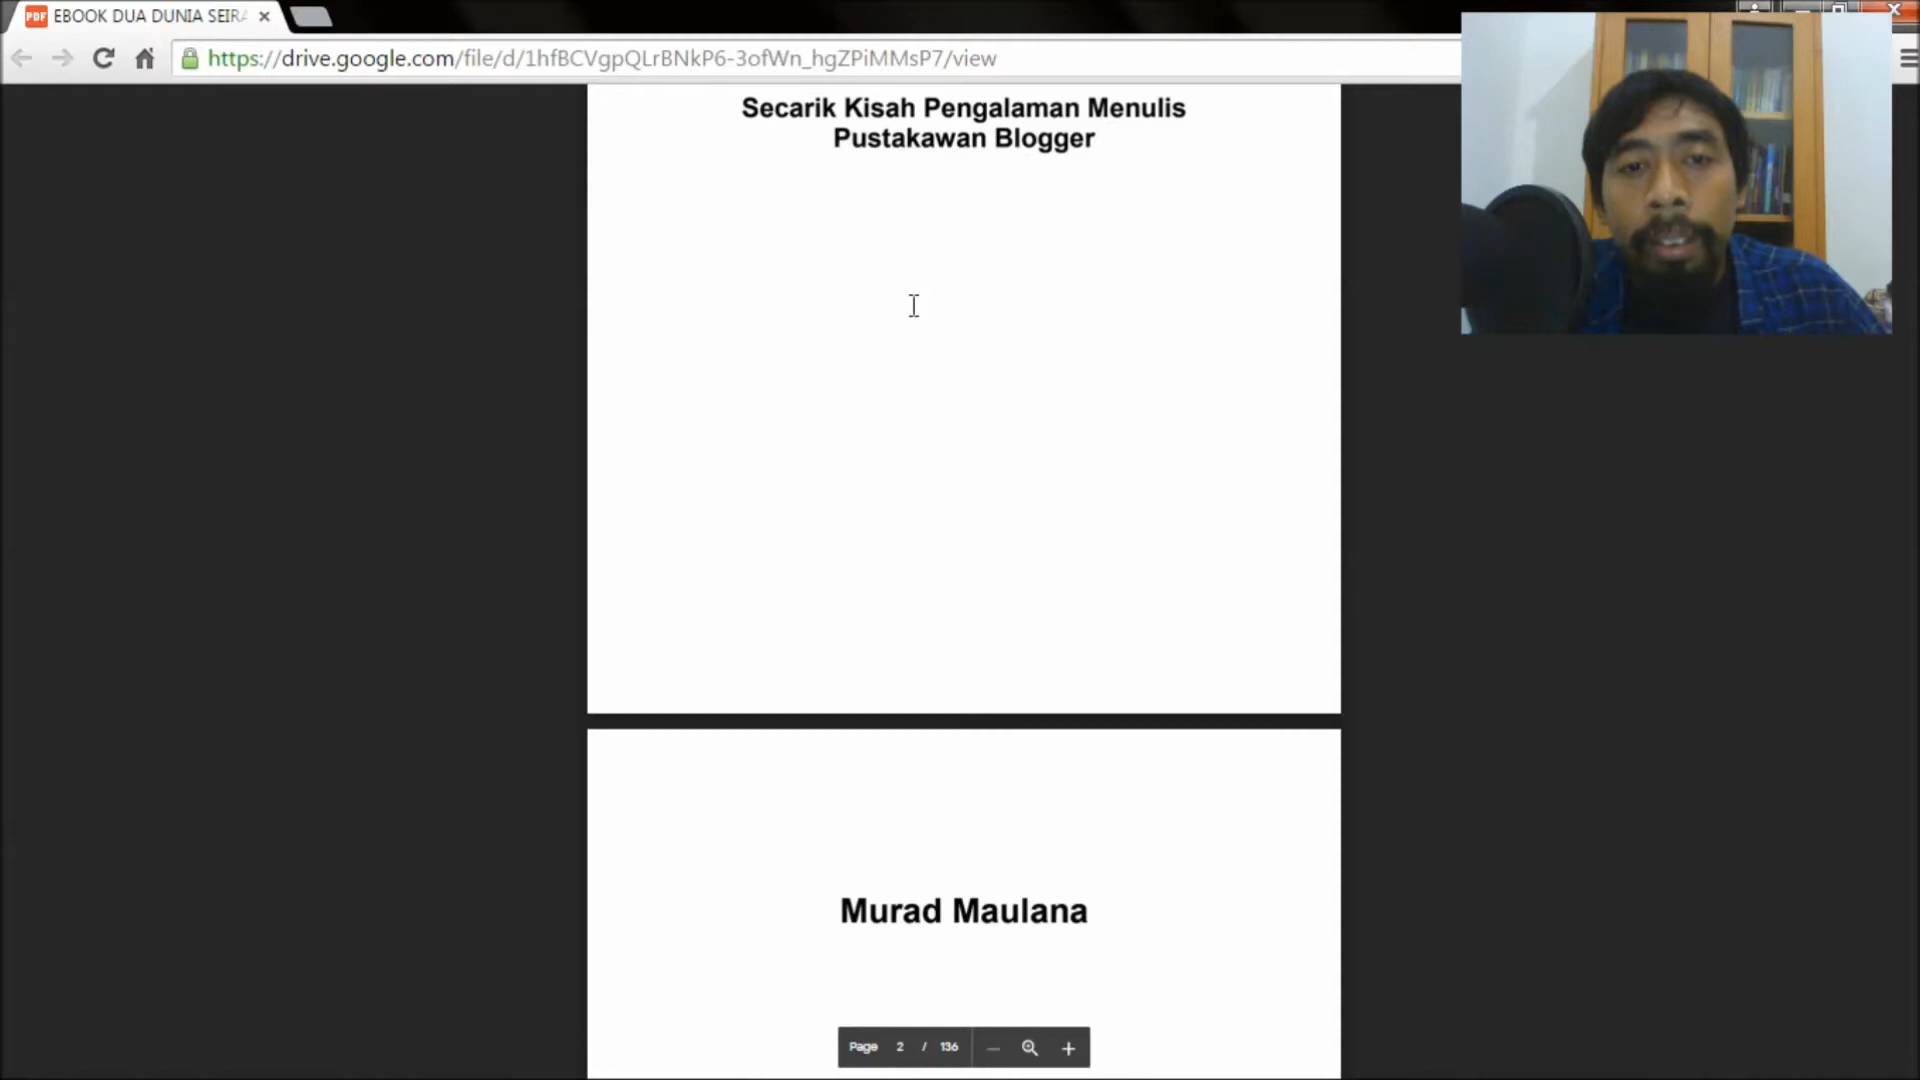 EBOOK DUA DUNIA SEIRA
https://drive.google.com/file/d/1hfBCVgpQLrBNkP6-3ofWn_hgZPiMMsP7/view
Secarik Kisah Pengalaman Menulis
Pustakawan Blogger
Murad Maulana
Page 2 / 136